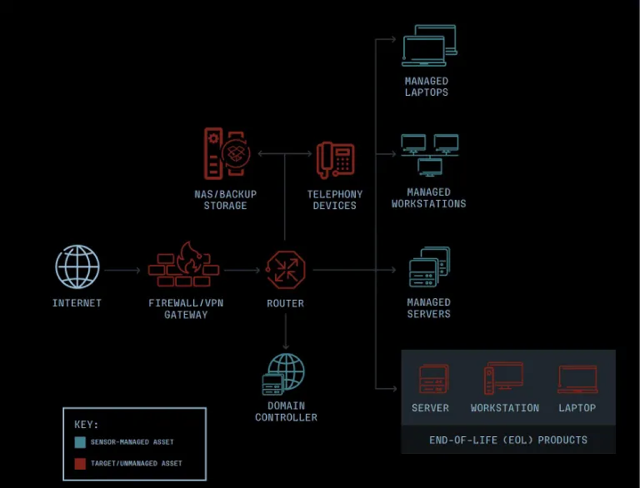 MANAGED
LAPTOPS
NAS/BACKUP
STORAGE
TELEPHONY
DEVICES
MANAGED
WORKSTATIONS
INTERNET
FIREWALL/VPN
GATEWAY
ROUTER
MANAGED
SERVERS
DOMAIN
CONTROLLER
SERVER
WORKSTATION
LAPTOP
END-OF-LIFE (EOL) PRODUCTS
KEY:
SENSOR-MANAGED ASSET
TARGET/UNMANAGED ASSET